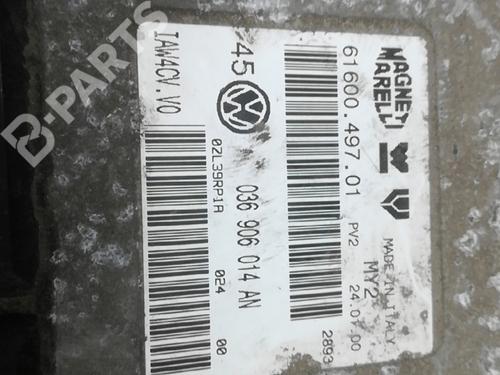 MAGNETI
MARELLI
MADE IN ITALY
MY2
61600.497.01
PV2
24.07.00
2893
45
036 906 014 AN
IAW4CV.V0
0ZL39RP1A
024
00
B-PARTS